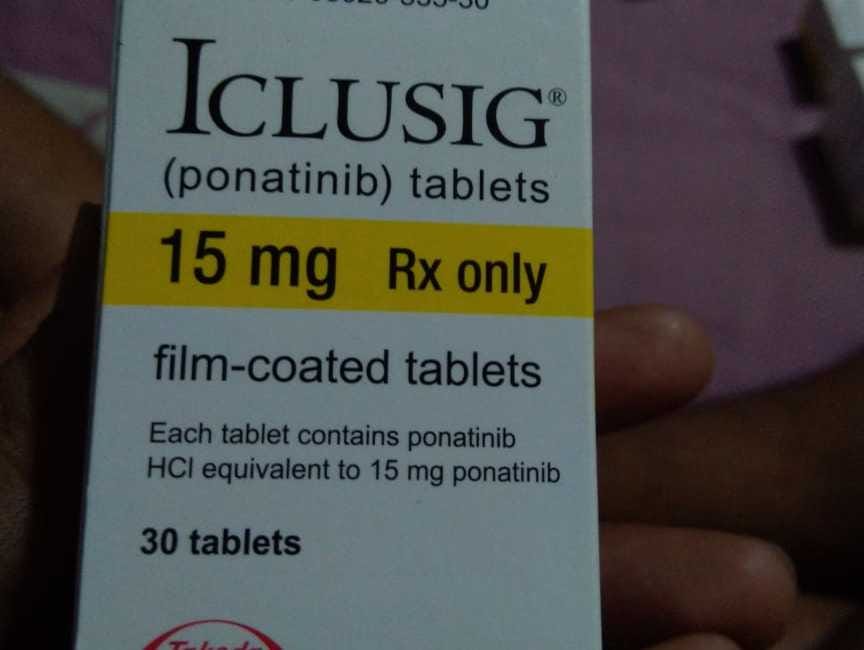 ICLUSIG®
(ponatinib) tablets
15 mg Rx only
film-coated tablets
Each tablet contains ponatinib
HCl equivalent to 15 mg ponatinib
30 tablets
Takeda